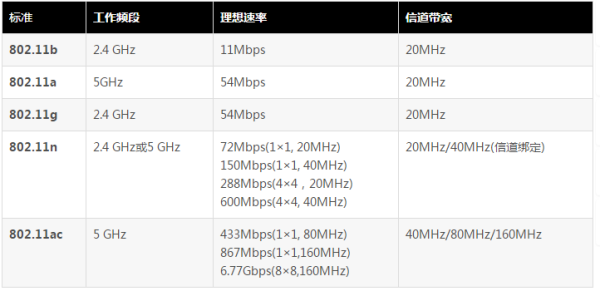 标准 工作频段 理想速率 信道带宽
802.11b 2.4 GHz 11Mbps 20MHz
802.11a 5GHz 54Mbps 20MHz
802.11g 2.4 GHz 54Mbps 20MHz
802.11n 2.4 GHz或5 GHz 72Mbps(1×1, 20MHz) 20MHz/40MHz(信道绑定)
150Mbps(1×1, 40MHz)
288Mbps(4×4，20MHz)
600Mbps(4×4, 40MHz)
802.11ac 5 GHz 433Mbps(1×1, 80MHz) 40MHz/80MHz/160MHz
867Mbps(1×1,160MHz)
6.77Gbps(8×8,160MHz)